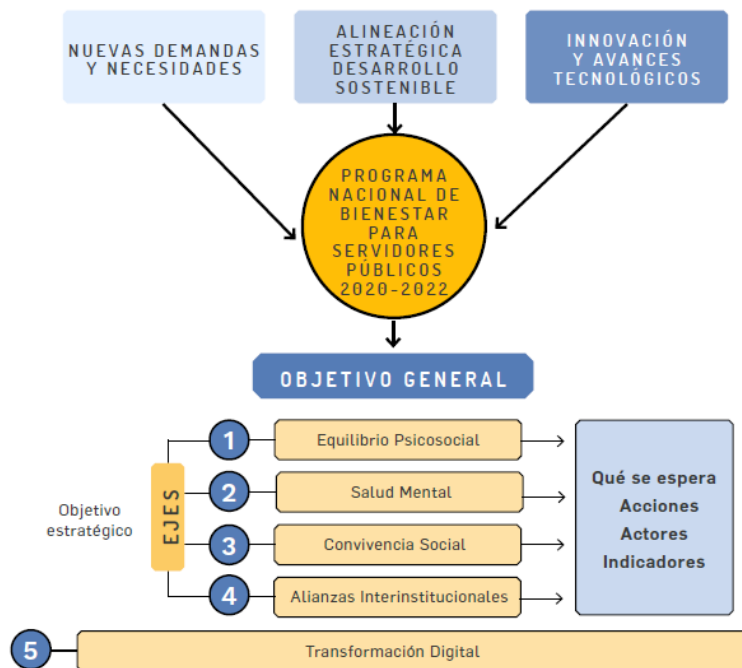 NUEVAS DEMANDAS
Y NECESIDADES
ALINEACIÓN
ESTRATÉGICA
DESARROLLO
SOSTENIBLE
INNOVACIÓN
Y AVANCES
TECNOLÓGICOS
PROGRAMA
NACIONAL DE
BIENESTAR
PARA
SERVIDORES
PÚBLICOS
2020-2022
OBJETIVO GENERAL
Objetivo
estratégico
EJES
1
Equilibrio Psicosocial
2
Salud Mental
3
Convivencia Social
4
Alianzas Interinstitucionales
Qué se espera
Acciones
Actores
Indicadores
5
Transformación Digital